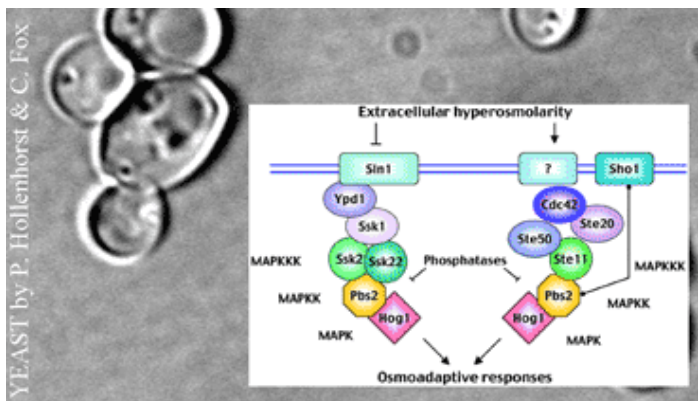 YEAST by P. Hollenhorst & C. Fox
Extracellular hyperosmolarity
Sln1
?
Sho1
Ypd1
Cdc42
Ssk1
Ste20
Ste50
MAPKKK
Ssk2
Ssk22
Phosphatases
Ste11
MAPKKK
MAPKK
Pbs2
Pbs2
MAPKK
Hog1
Hog1
MAPK
MAPK
Osmoadaptive responses